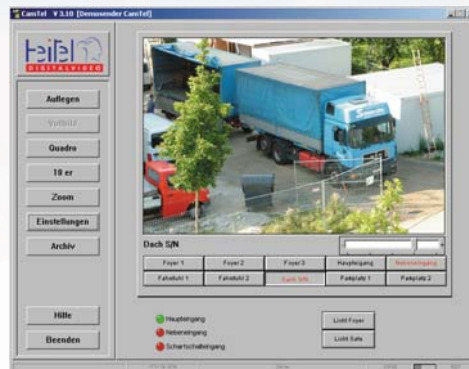 CamTel V 3.10 [Demosender CamTel]
HeiTel
DIGITALVIDEO
Auflegen
Vollbild
Quadro
10 er
Zoom
Einstellungen
Archiv
Hilfe
Beenden
Dach S/N
Foyer 1
Foyer 2
Foyer 3
Haupteingang
Nebeneingang
Fahrstuhl 1
Fahrstuhl 2
Dach S/N
Parkplatz 1
Parkplatz 2
Haupteingang
Nebeneingang
Scharfschalteingang
Licht Foyer
Licht Safe